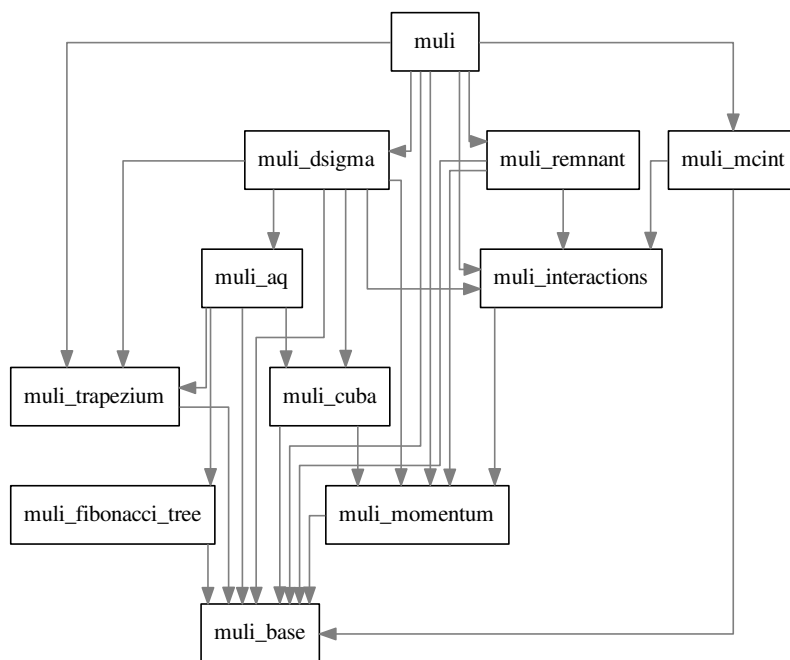 muli
muli_dsigma
muli_remnant
muli_mcint
muli_aq
muli_interactions
muli_trapezium
muli_cuba
muli_fibonacci_tree
muli_momentum
muli_base